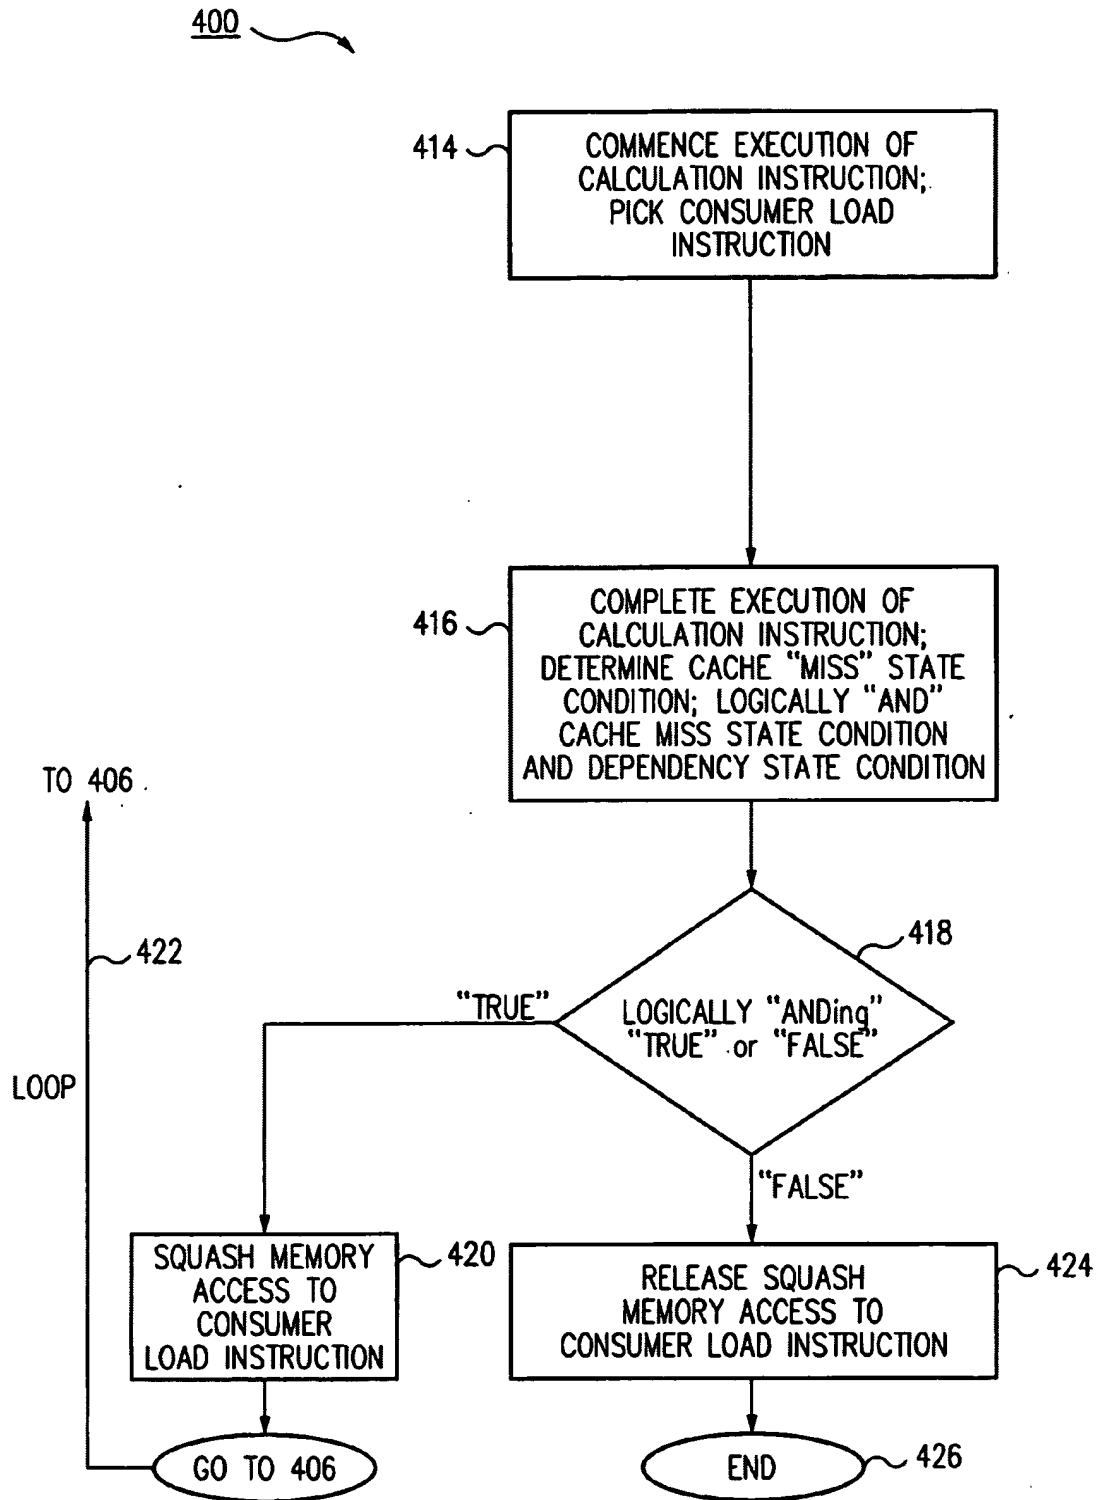 400
414
COMMENCE EXECUTION OF
CALCULATION INSTRUCTION;
PICK CONSUMER LOAD
INSTRUCTION
416
COMPLETE EXECUTION OF
CALCULATION INSTRUCTION;
DETERMINE CACHE “MISS” STATE
CONDITION; LOGICALLY “AND”
CACHE MISS STATE CONDITION
AND DEPENDENCY STATE CONDITION
TO 406
422
LOOP
418
LOGICALLY “ANDing”
“TRUE” or “FALSE”
“TRUE”
“FALSE”
SQUASH MEMORY
ACCESS TO
CONSUMER
LOAD INSTRUCTION
420
RELEASE SQUASH
MEMORY ACCESS TO
CONSUMER LOAD INSTRUCTION
424
GO TO 406
END
426